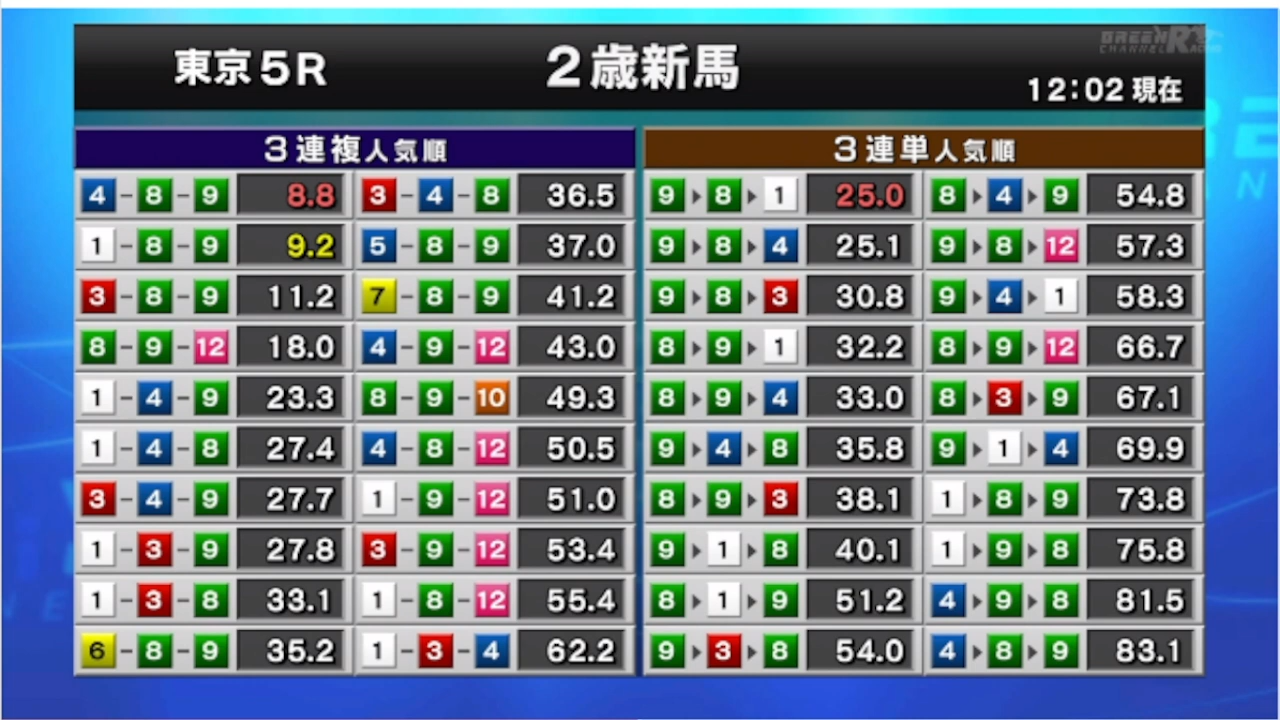 東京5R 2歳新馬 12:02現在
GREEN CHANNEL RACING
3連複人気順 3連単人気順
4-8-9 8.8 3-4-8 36.5 9▸8▸1 25.0 8▸4▸9 54.8
1-8-9 9.2 5-8-9 37.0 9▸8▸4 25.1 9▸8▸12 57.3
3-8-9 11.2 7-8-9 41.2 9▸8▸3 30.8 9▸4▸1 58.3
8-9-12 18.0 4-9-12 43.0 8▸9▸1 32.2 8▸9▸12 66.7
1-4-9 23.3 8-9-10 49.3 8▸9▸4 33.0 8▸3▸9 67.1
1-4-8 27.4 4-8-12 50.5 9▸4▸8 35.8 9▸1▸4 69.9
3-4-9 27.7 1-9-12 51.0 8▸9▸3 38.1 1▸8▸9 73.8
1-3-9 27.8 3-9-12 53.4 9▸1▸8 40.1 1▸9▸8 75.8
1-3-8 33.1 1-8-12 55.4 8▸1▸9 51.2 4▸9▸8 81.5
6-8-9 35.2 1-3-4 62.2 9▸3▸8 54.0 4▸8▸9 83.1